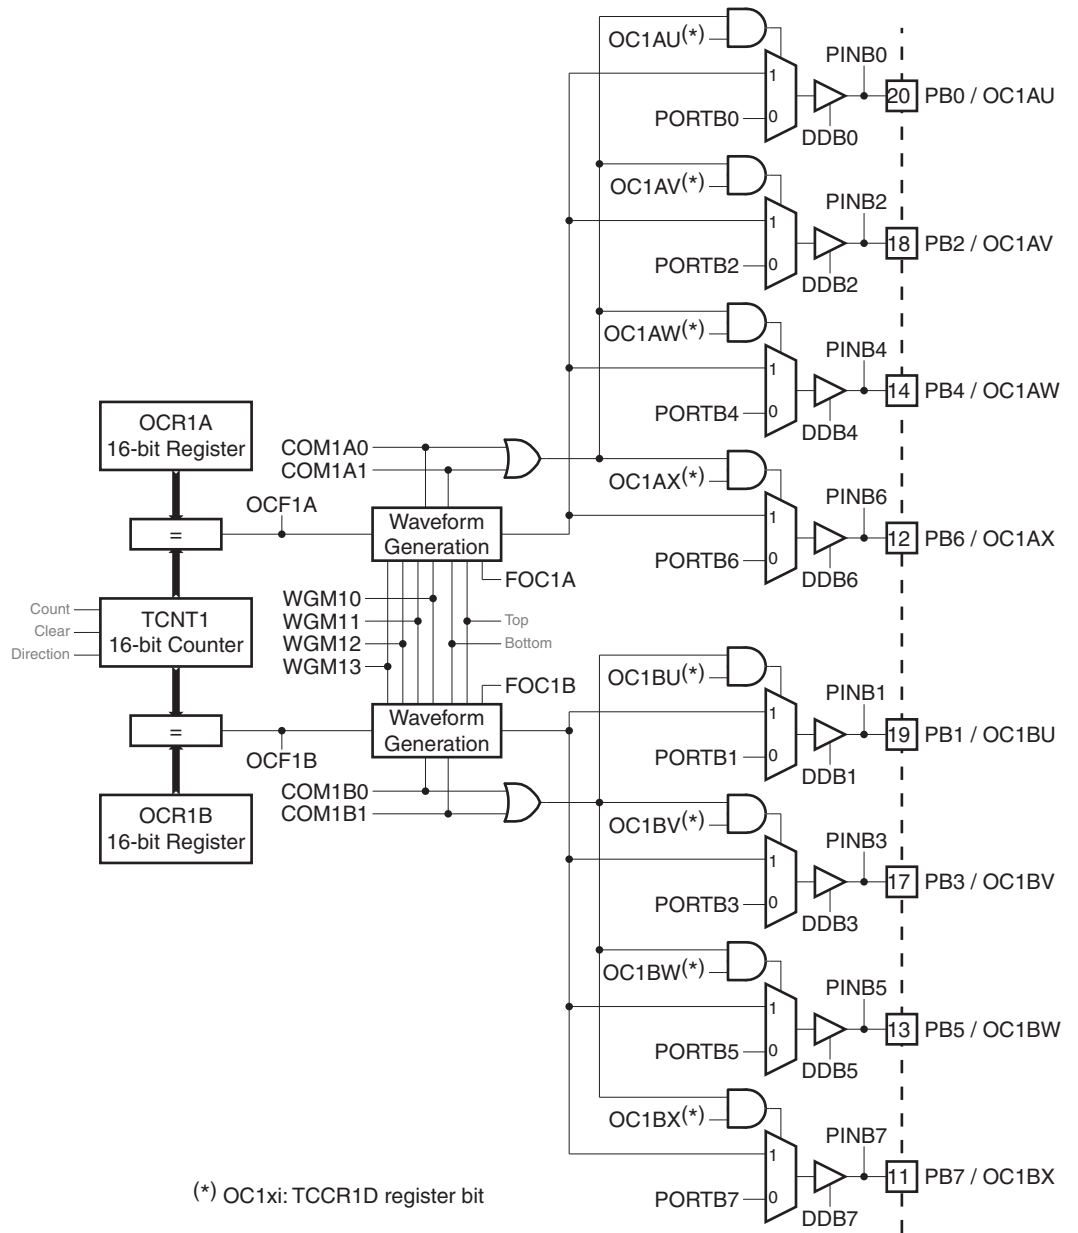 OC1AU(*)
1
PORTB0
0
DDB0
PINB0
20
PB0 / OC1AU
OC1AV(*)
1
PORTB2
0
DDB2
PINB2
18
PB2 / OC1AV
OC1AW(*)
1
PORTB4
0
DDB4
PINB4
14
PB4 / OC1AW
OC1AX(*)
1
PORTB6
0
DDB6
PINB6
12
PB6 / OC1AX
OCR1A
16-bit Register
=
OCF1A
COM1A0
COM1A1
Waveform
Generation
FOC1A
Count
Clear
Direction
TCNT1
16-bit Counter
WGM10
WGM11
WGM12
WGM13
Top
Bottom
FOC1B
Waveform
Generation
=
OCF1B
COM1B0
COM1B1
OCR1B
16-bit Register
OC1BU(*)
1
PORTB1
0
DDB1
PINB1
19
PB1 / OC1BU
OC1BV(*)
1
PORTB3
0
DDB3
PINB3
17
PB3 / OC1BV
OC1BW(*)
1
PORTB5
0
DDB5
PINB5
13
PB5 / OC1BW
OC1BX(*)
1
PORTB7
0
DDB7
PINB7
11
PB7 / OC1BX
(*) OC1xi: TCCR1D register bit